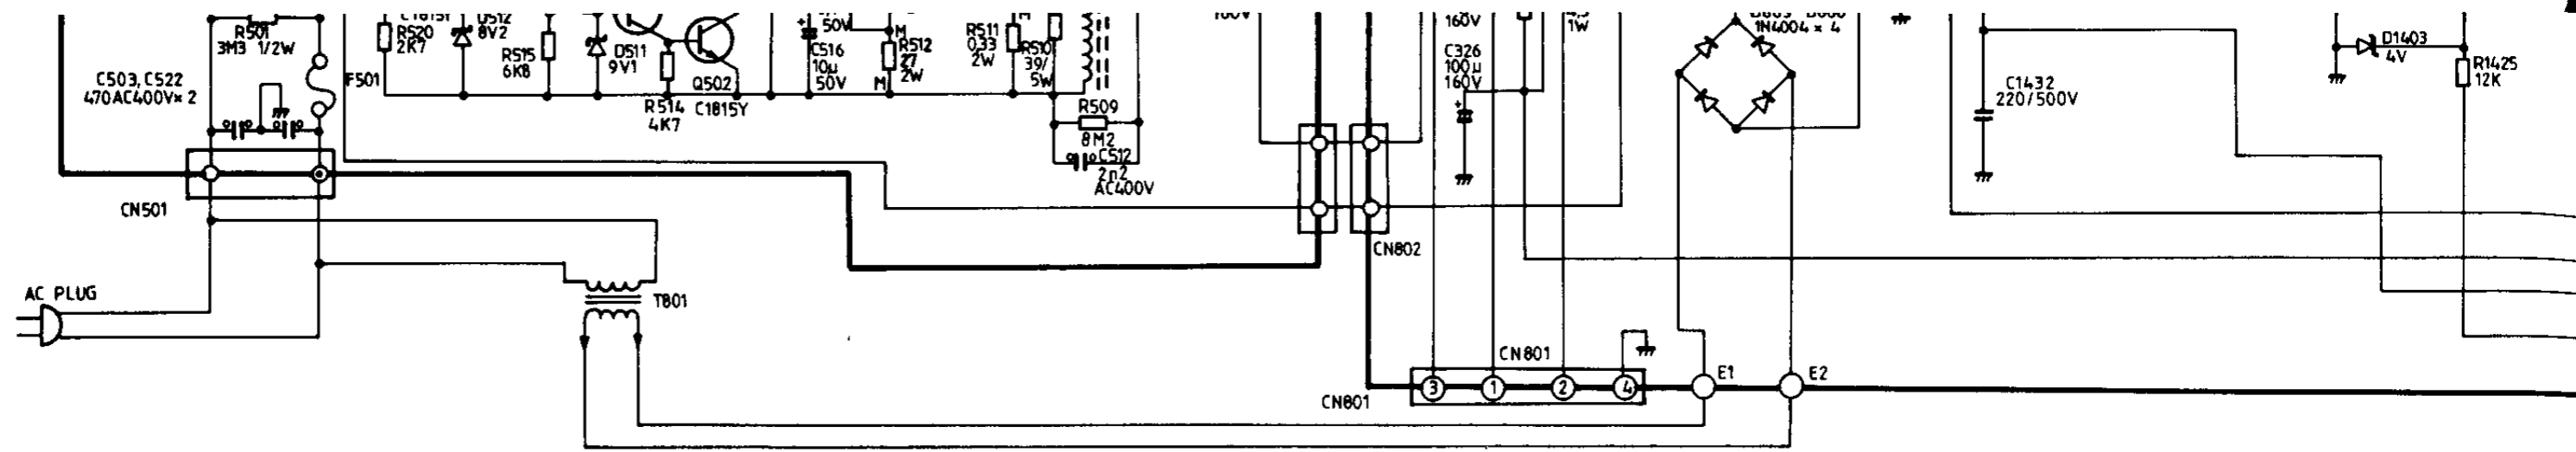 R501
3M3 1/2W
R520
2K7
D512
8V2
R515
6K8
D511
9V1
R514
4K7
Q502
C1815Y
50V
C516
10µ
50V
M
R512
27
2W
M
M
R511
0,33
2W
R510
39/
5W
R509
8M2
C512
2n2
AC400V
C503, C522
470AC400V× 2
F501
CN501
AC PLUG
T801
160V
C326
100µ
160V
1W
1N4004 × 4
C1432
220/500V
D1403
4V
R1425
12K
CN802
CN801
CN801
3
1
2
4
E1
E2